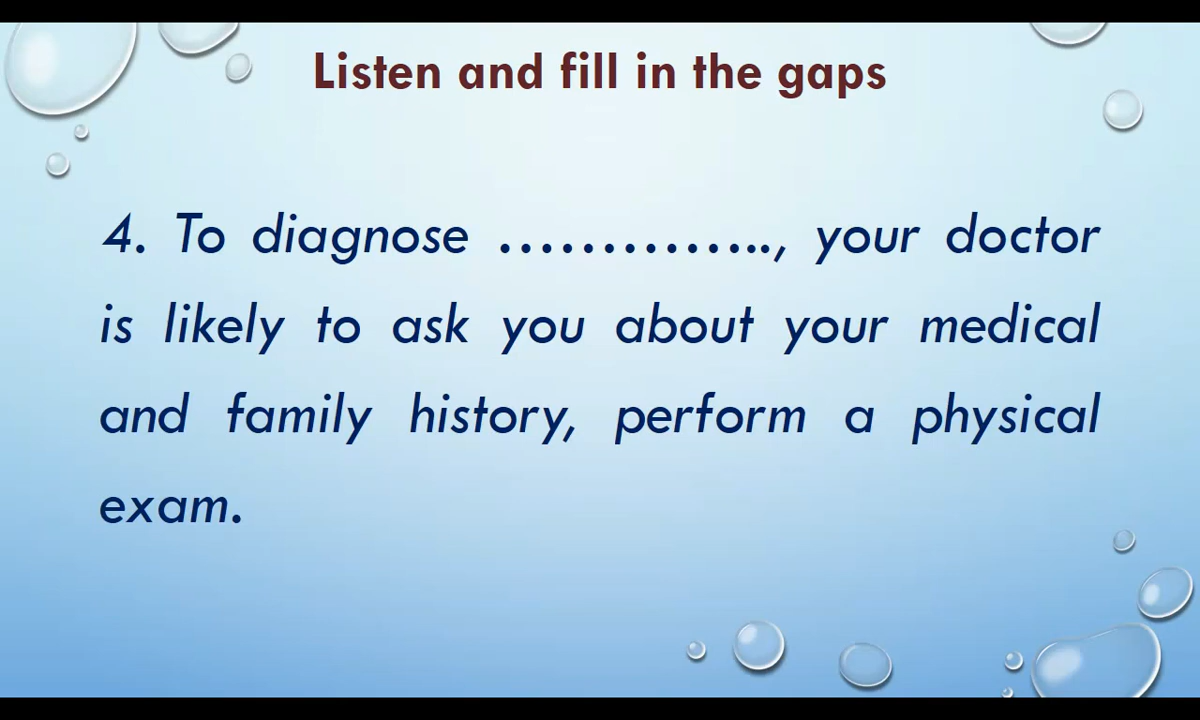 Listen and fill in the gaps
4. To diagnose ………….., your doctor
is likely to ask you about your medical
and family history, perform a physical
exam.